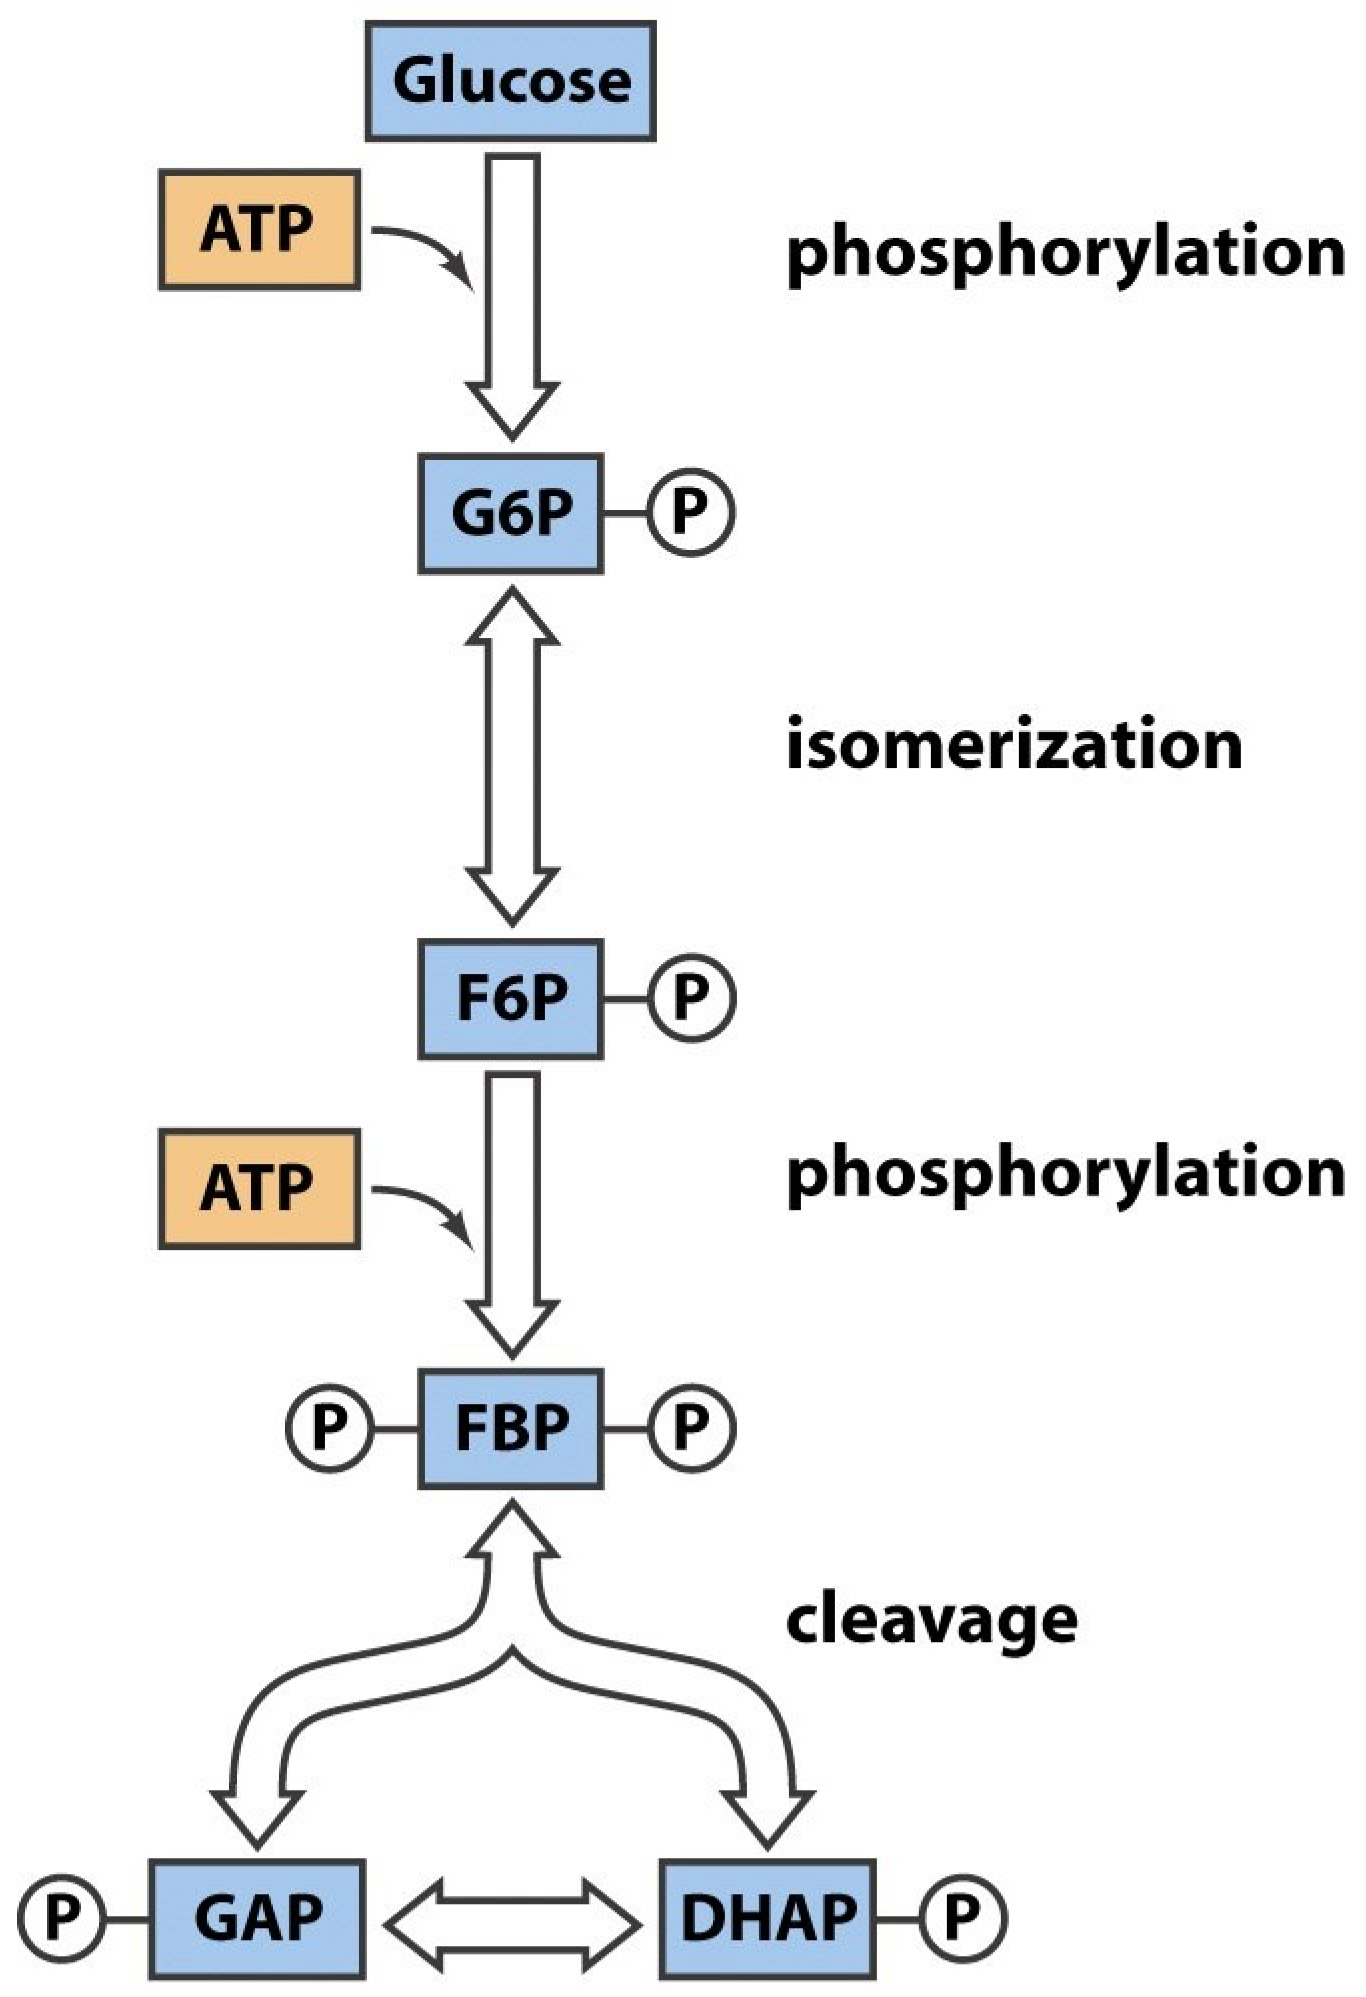 Glucose
ATP
phosphorylation
G6P P
isomerization
F6P P
ATP
phosphorylation
P FBP P
cleavage
P GAP DHAP P